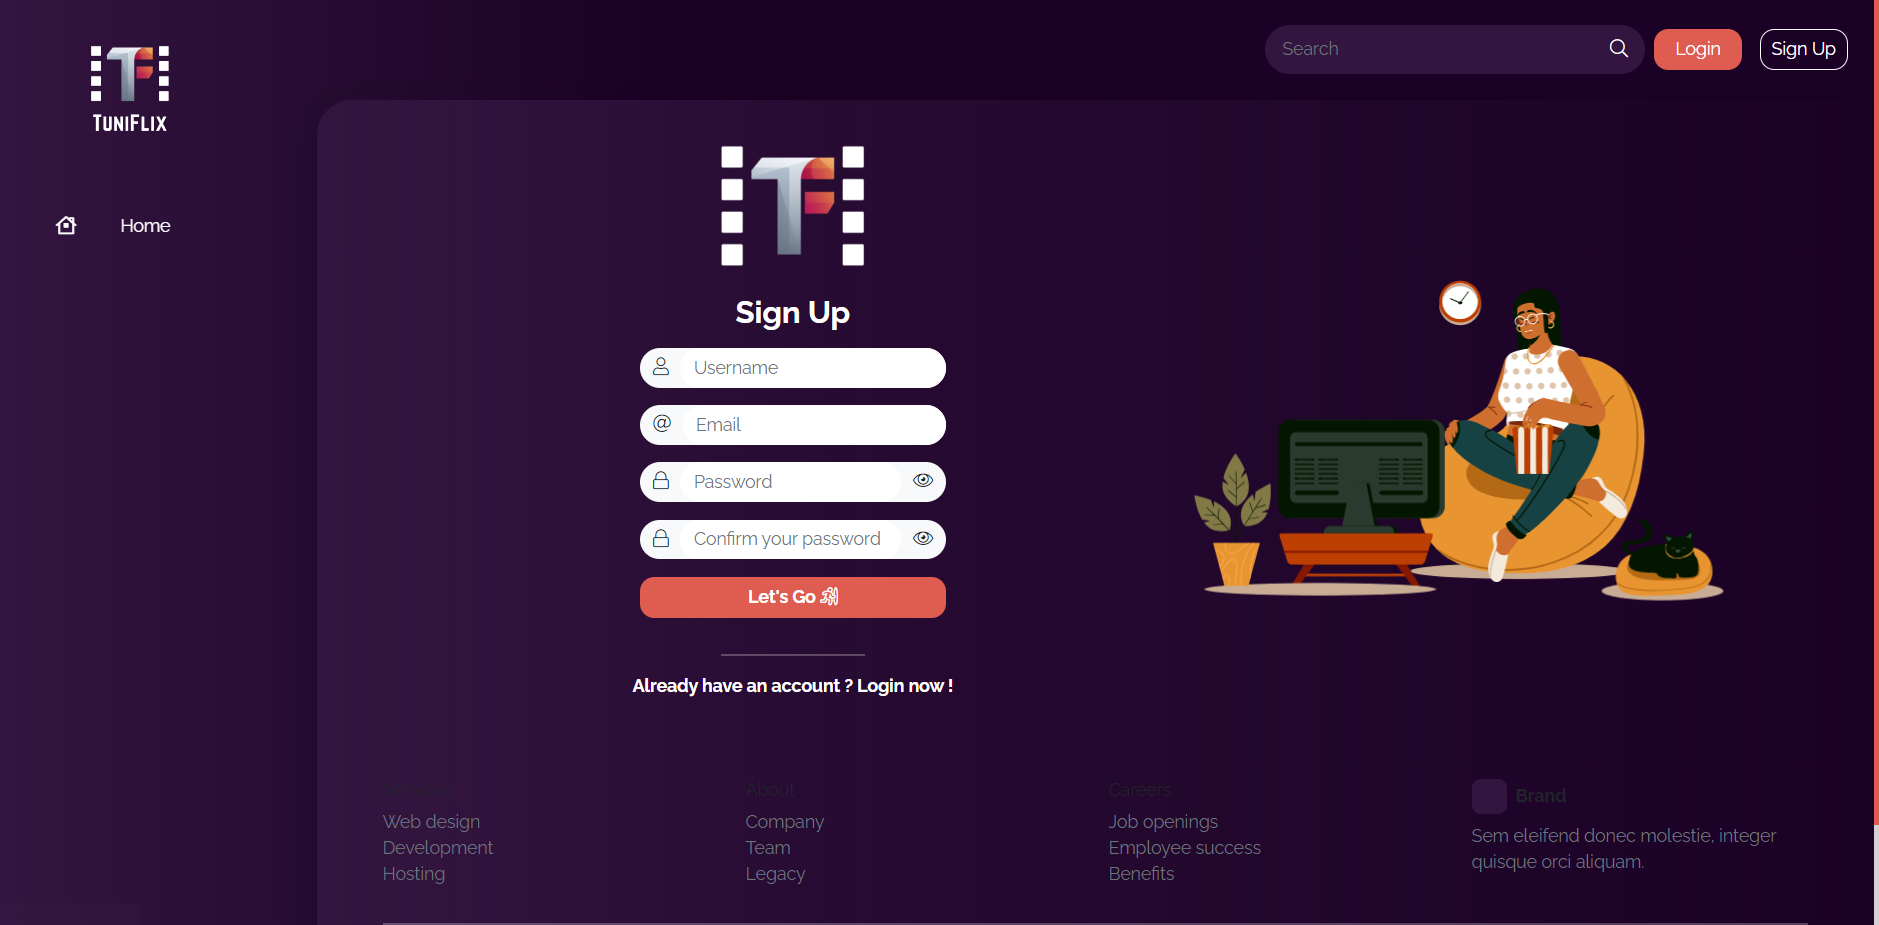 TUNIFLIX
Search
Login
Sign Up
Home
Sign Up
Username
@ Email
Password
Confirm your password
Let's Go
Already have an account ? Login now !
About
Careers
Brand
Web design
Company
Job openings
Sem eleifend donec molestie, integer
Development
Team
Employee success
quisque orci aliquam.
Hosting
Legacy
Benefits